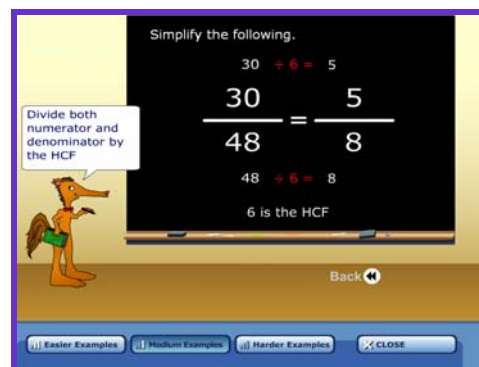 Simplify the following.
30 ÷ 6 = 5
30 = 5
48 8
48 ÷ 6 = 8
6 is the HCF
Divide both
numerator and
denominator by
the HCF
Back
Easier Examples Medium Examples Harder Examples CLOSE